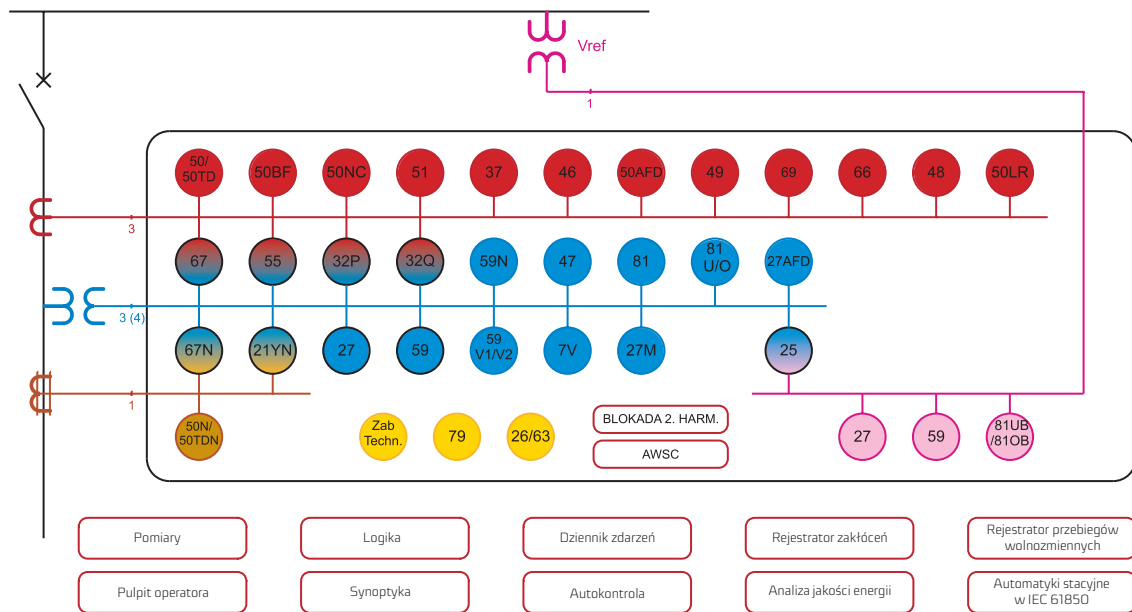 Vref
1
50/
50TD
50BF
50NC
51
37
46
50AFD
49
69
66
48
50LR
3
67
55
32P
32Q
59N
47
81
81
U/O
27AFD
3 (4)
67N
21YN
27
59
59
V1/V2
7V
27M
25
1
50N/
50TDN
Zab
Techn.
79
26/63
BLOKADA 2. HARM.
AWSC
27
59
81UB
/81OB
Pomiary
Logika
Dziennik zdarzeń
Rejestrator zakłóceń
Rejestrator przebiegów
wolnozmiennych
Pulpit operatora
Synoptyka
Autokontrola
Analiza jakości energii
Automatyki stacyjne
w IEC 61850